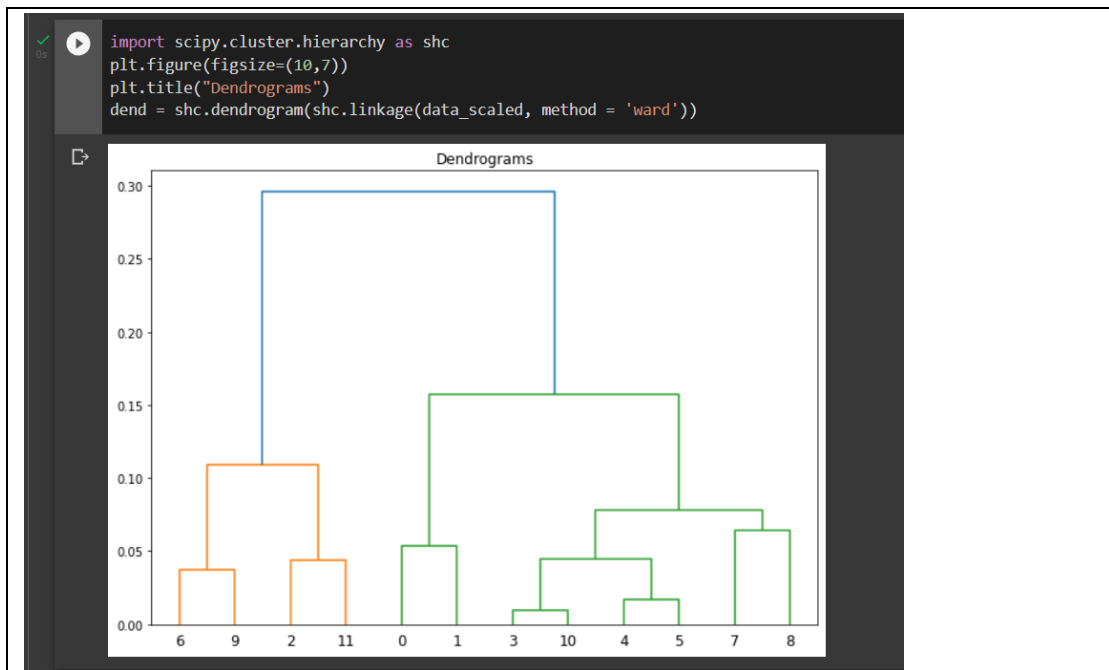 import scipy.cluster.hierarchy as shc
0s
plt.figure(figsize=(10,7))
plt.title("Dendrograms")
dend = shc.dendrogram(shc.linkage(data_scaled, method = 'ward'))
Dendrograms
0.30
0.25
0.20
0.15
0.10
0.05
0.00
6 9 2 11 0 1 3 10 4 5 7 8